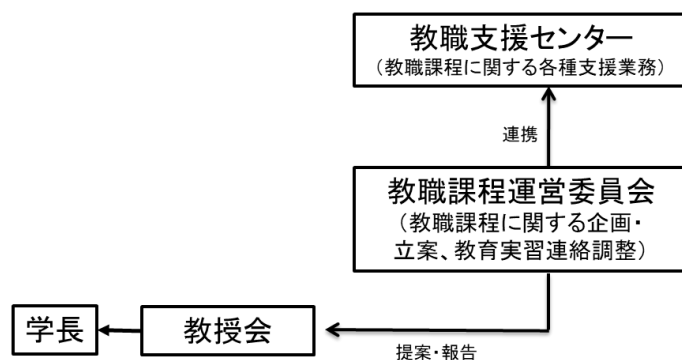 教職支援センター
（教職課程に関する各種支援業務）
連携
教職課程運営委員会
（教職課程に関する企画・
立案、教育実習連絡調整）
学長
教授会
提案・報告